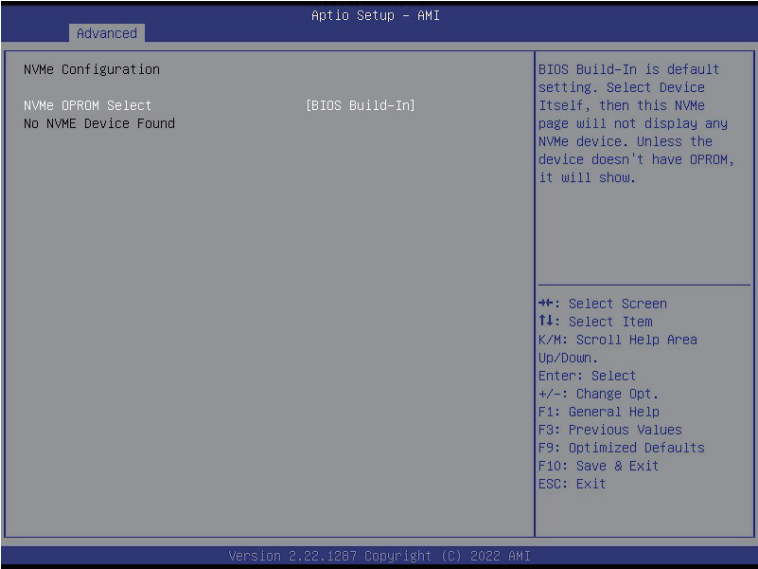 Aptio Setup – AMI
Advanced
NVMe Configuration
NVMe OPROM Select [BIOS Build-In]
No NVME Device Found
BIOS Build-In is default
setting. Select Device
Itself, then this NVMe
page will not display any
NVMe device. Unless the
device doesn't have OPROM,
it will show.
→←: Select Screen
↑↓: Select Item
K/M: Scroll Help Area
Up/Down.
Enter: Select
+/-: Change Opt.
F1: General Help
F3: Previous Values
F9: Optimized Defaults
F10: Save & Exit
ESC: Exit
Version 2.22.1287 Copyright (C) 2022 AMI